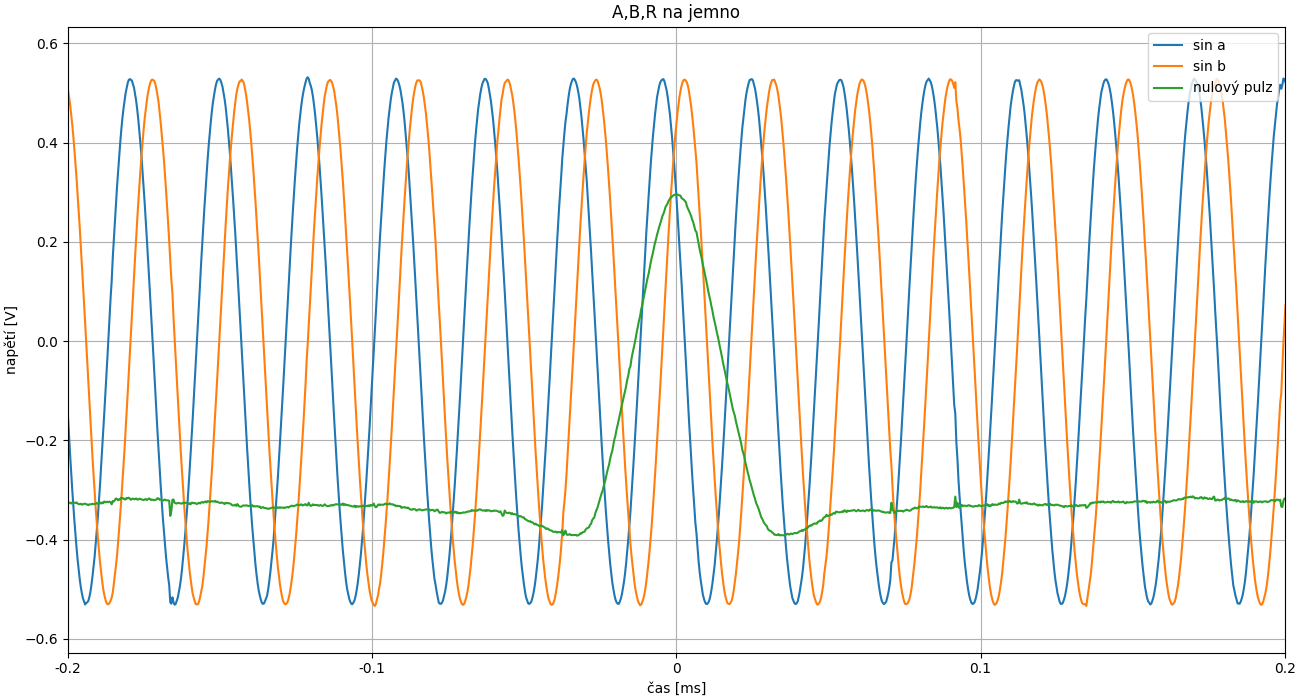 A,B,R na jemno
sin a
sin b
nulový pulz
napětí [V]
0.6
0.4
0.2
0.0
−0.2
−0.4
−0.6
-0.2
-0.1
0
0.1
0.2
čas [ms]